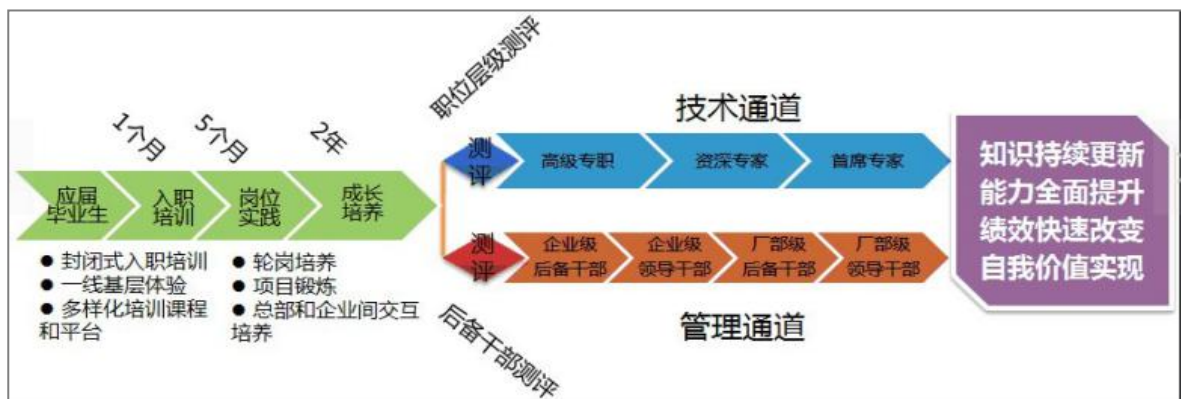 职位层级测评
技术通道
1个月
5个月
2年
应届
毕业生
入职
培训
岗位
实践
成长
培养
测评
高级专职
资深专家
首席专家
测评
企业级
后备干部
企业级
领导干部
厂部级
后备干部
厂部级
领导干部
知识持续更新
能力全面提升
绩效快速改变
自我价值实现
● 封闭式入职培训
● 一线基层体验
● 多样化培训课程
和平台
● 轮岗培养
● 项目锻炼
● 总部和企业间交互
培养
后备干部测评
管理通道